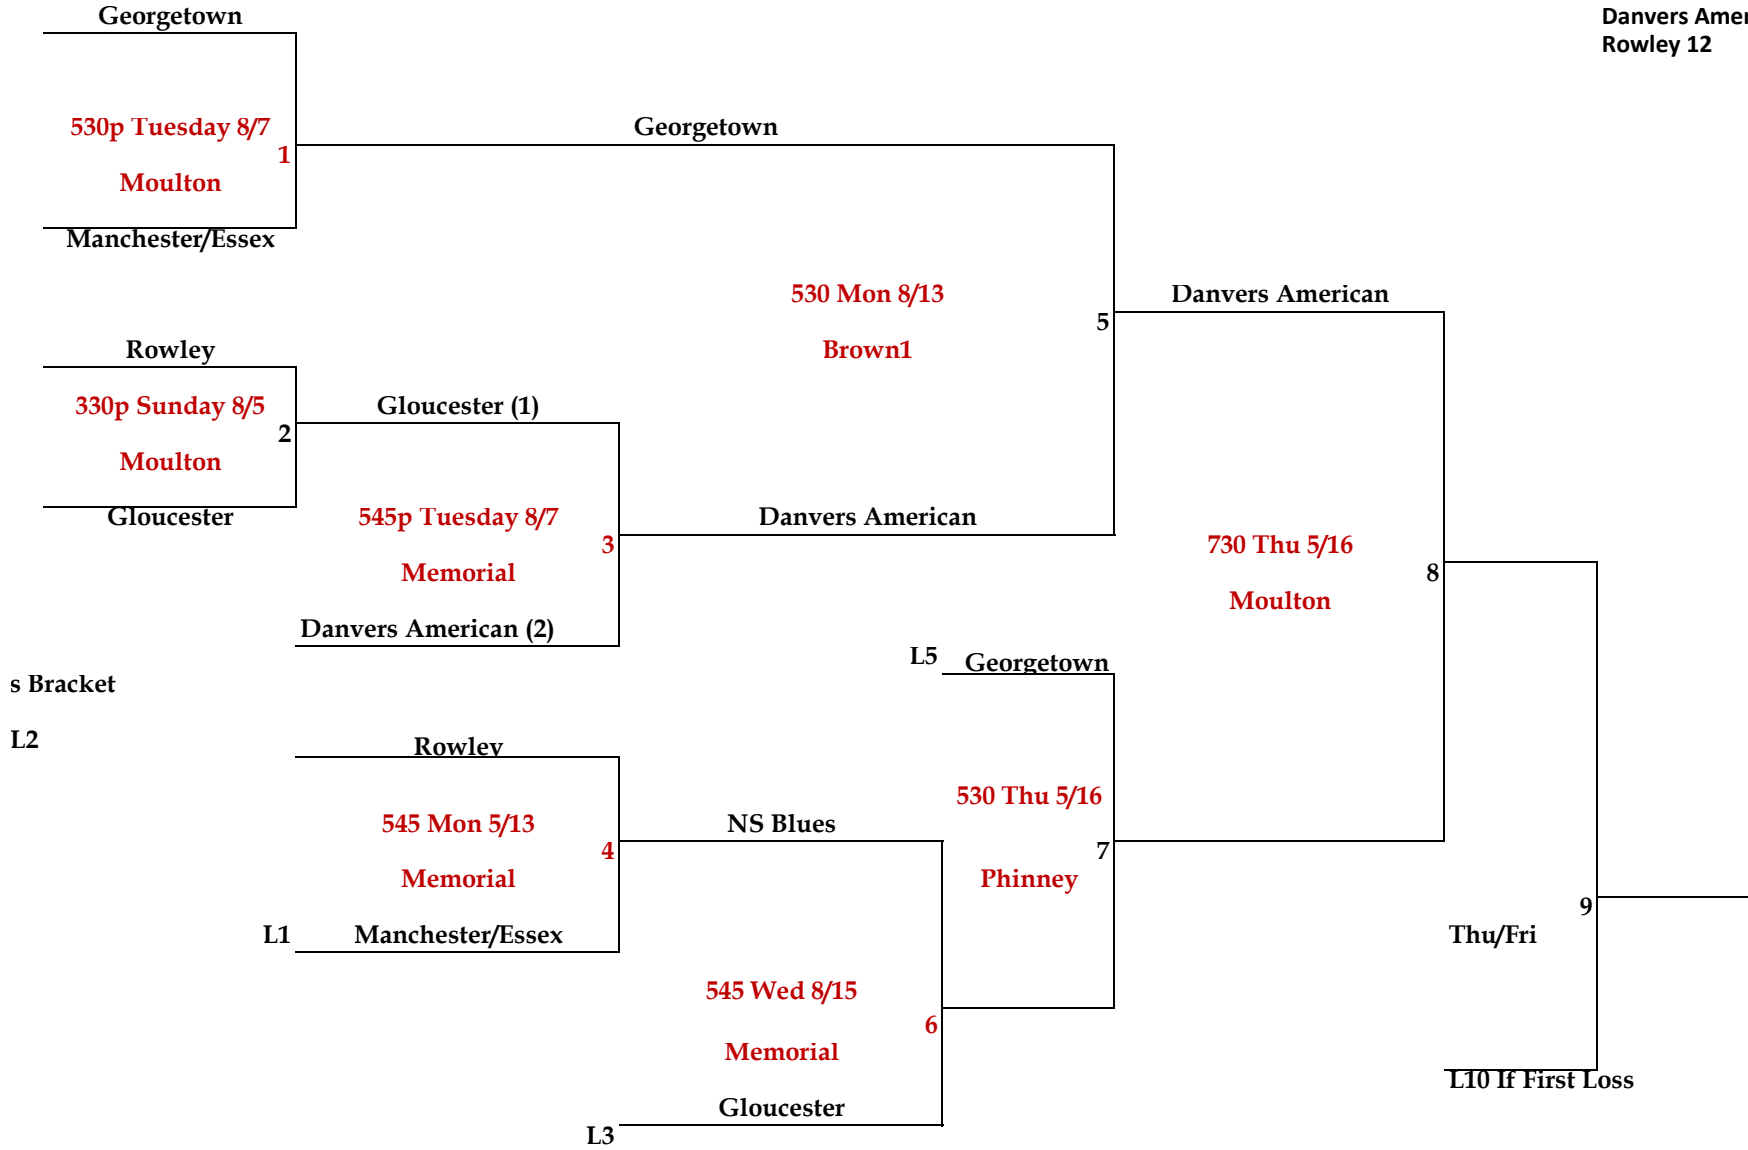 Georgetown
Danvers Amer
Rowley 12
530p Tuesday 8/7
Georgetown
1
Moulton
Manchester/Essex
530 Mon 8/13
Danvers American
5
Rowley
Brown1
330p Sunday 8/5
Gloucester (1)
2
Moulton
Gloucester
545p Tuesday 8/7
Danvers American
3
730 Thu 5/16
8
Memorial
Moulton
Danvers American (2)
L5
Georgetown
s Bracket
L2
Rowley
530 Thu 5/16
545 Mon 5/13
NS Blues
4
7
Memorial
Phinney
9
L1
Manchester/Essex
Thu/Fri
545 Wed 8/15
6
Memorial
L10 If First Loss
Gloucester
L3